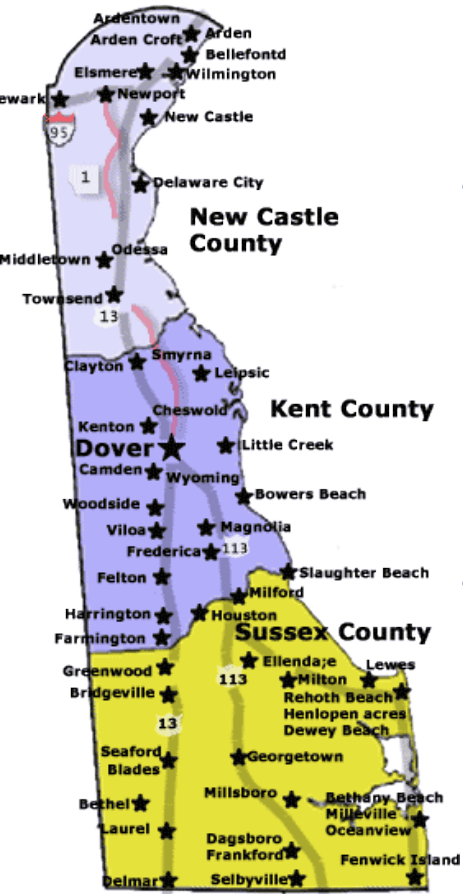 Ardentown
Arden
Arden Croft
Bellefontd
Elsmere
Wilmington
ewark
Newport
New Castle
95
1
Delaware City
New Castle
County
Odessa
Middletown
Townsend
13
Smyrna
Clayton
Leipsic
Cheswold
Kent County
Kenton
Dover
Little Creek
Camden
Wyoming
Bowers Beach
Woodside
Viloa
Magnolia
Frederica
113
Felton
Slaughter Beach
Milford
Harrington
Houston
Farmington
Sussex County
Greenwood
Ellenda;e
Lewes
113
Milton
Bridgeville
Rehoth Beach
Henlopen acres
13
Dewey Beach
Seaford
Blades
Georgetown
Millsboro
Bethel
Bethany Beach
Milleville
Oceanview
Laurel
Dagsboro
Frankford
Fenwick Island
Delmar
Selbyville